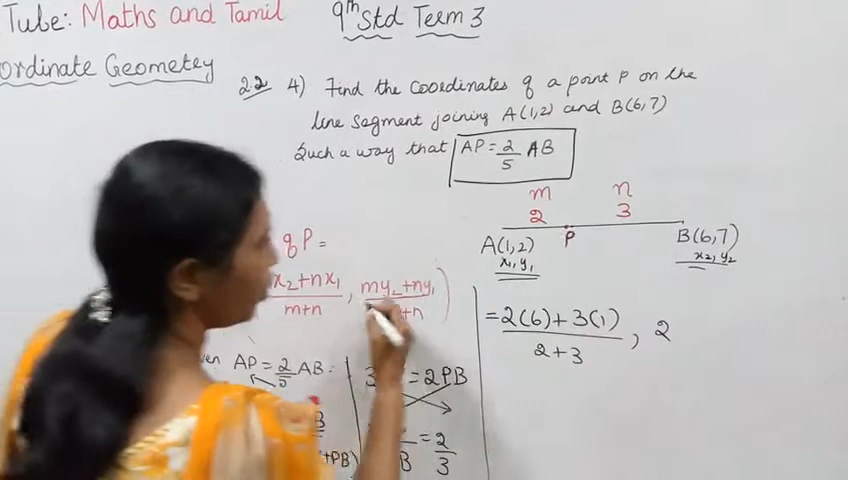 Tube: Maths and Tamil
9th Std Term 3
ordinate Geometey
2.2 4) Find the coordinates of a point P on the
line segment joining A(1,2) and B(6,7)
Such a way that AP = 2/5 AB
m n
2 3
A(1,2) P B(6,7)
x₁, y₁ x₂, y₂
of P =
x₂+nx₁/m+n , my₂+ny₁/+n )
= 2(6)+3(1)/2+3 , 2
ven AP = 2/5 AB
3 = 2PB
+PB)
B = 2/3